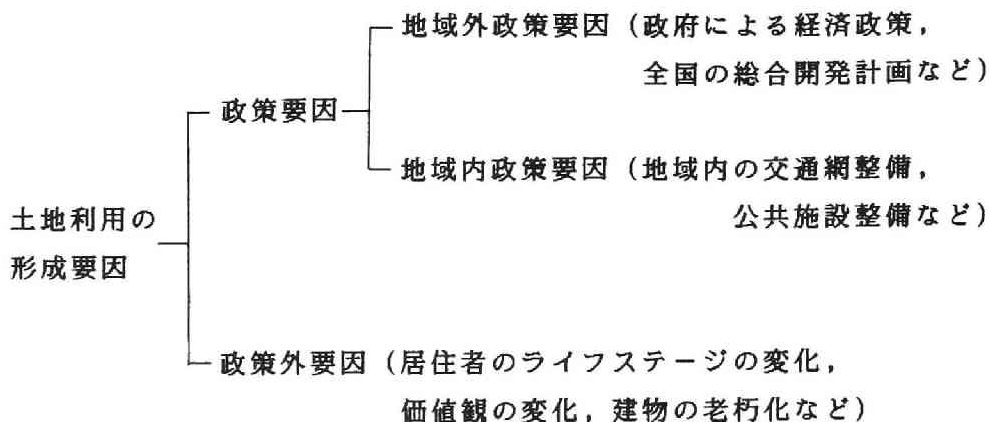 地域外政策要因（政府による経済政策，
全国の総合開発計画など）
政策要因
地域内政策要因（地域内の交通網整備，
公共施設整備など）
土地利用の
形成要因
政策外要因（居住者のライフステージの変化，
価値観の変化，建物の老朽化など）